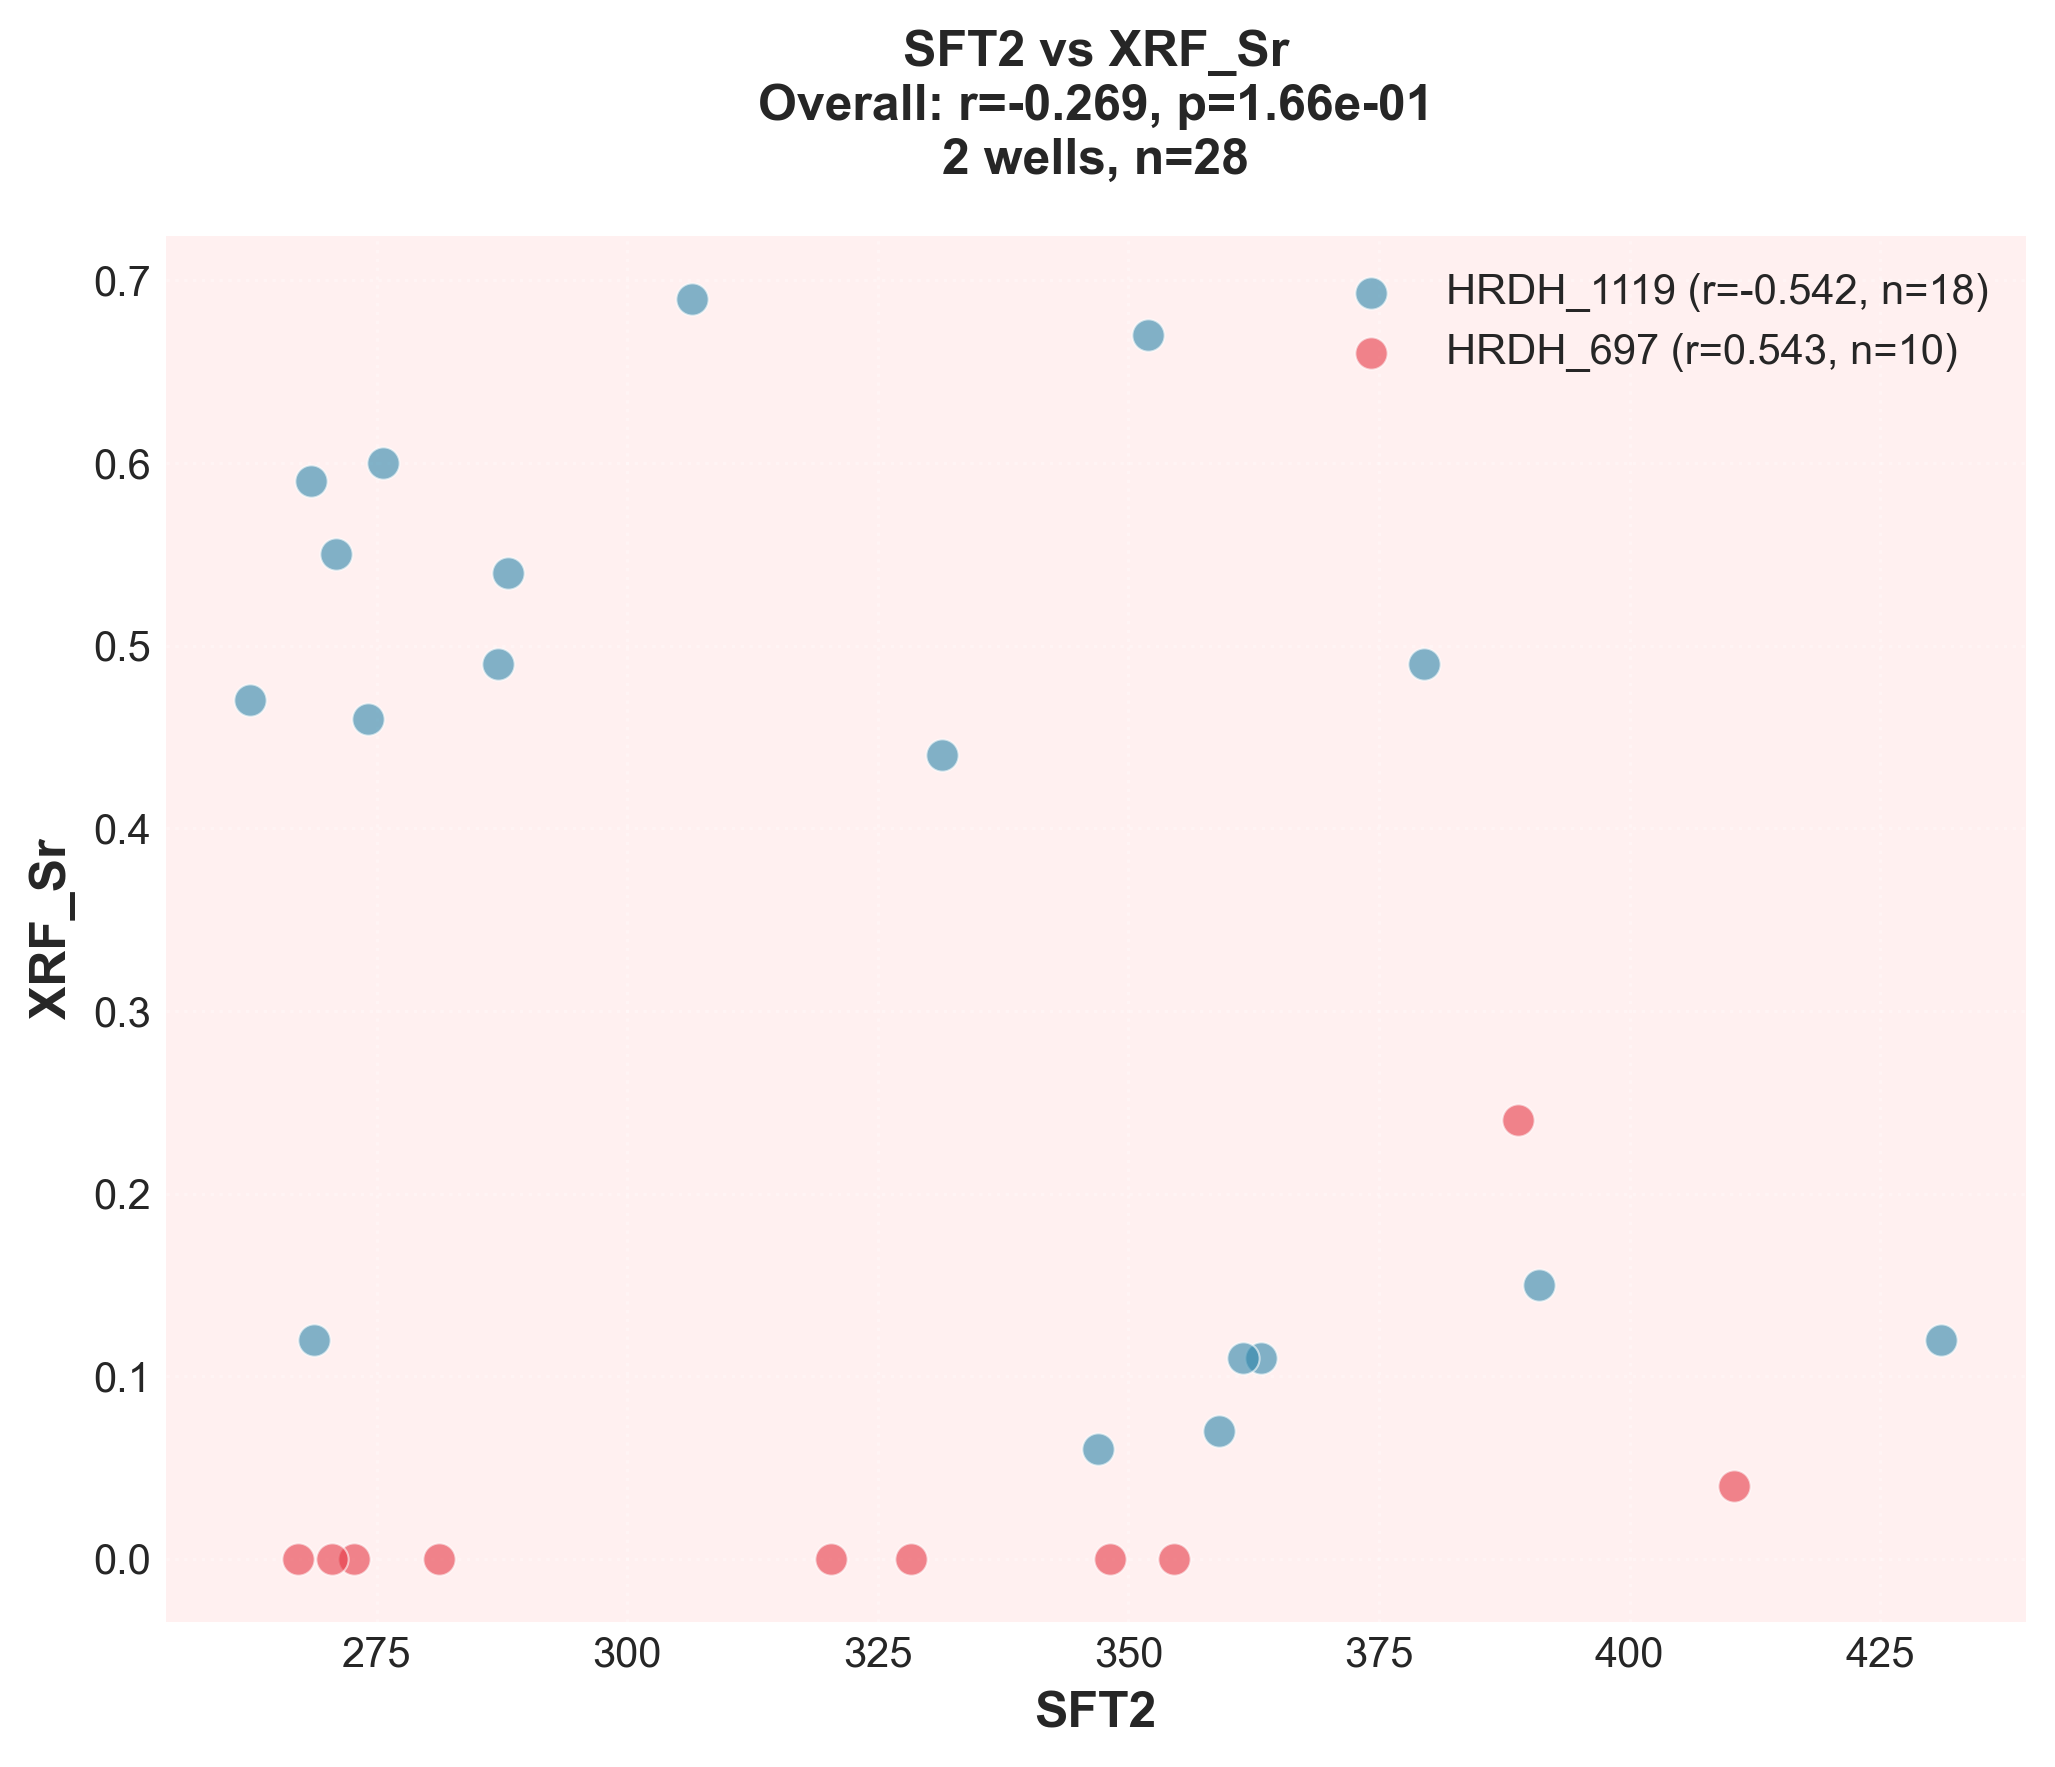 SFT2 vs XRF_Sr
Overall: r=-0.269, p=1.66e-01
2 wells, n=28
HRDH_1119 (r=-0.542, n=18)
HRDH_697 (r=0.543, n=10)
XRF_Sr
0.7
0.6
0.5
0.4
0.3
0.2
0.1
0.0
275 300 325 350 375 400 425
SFT2